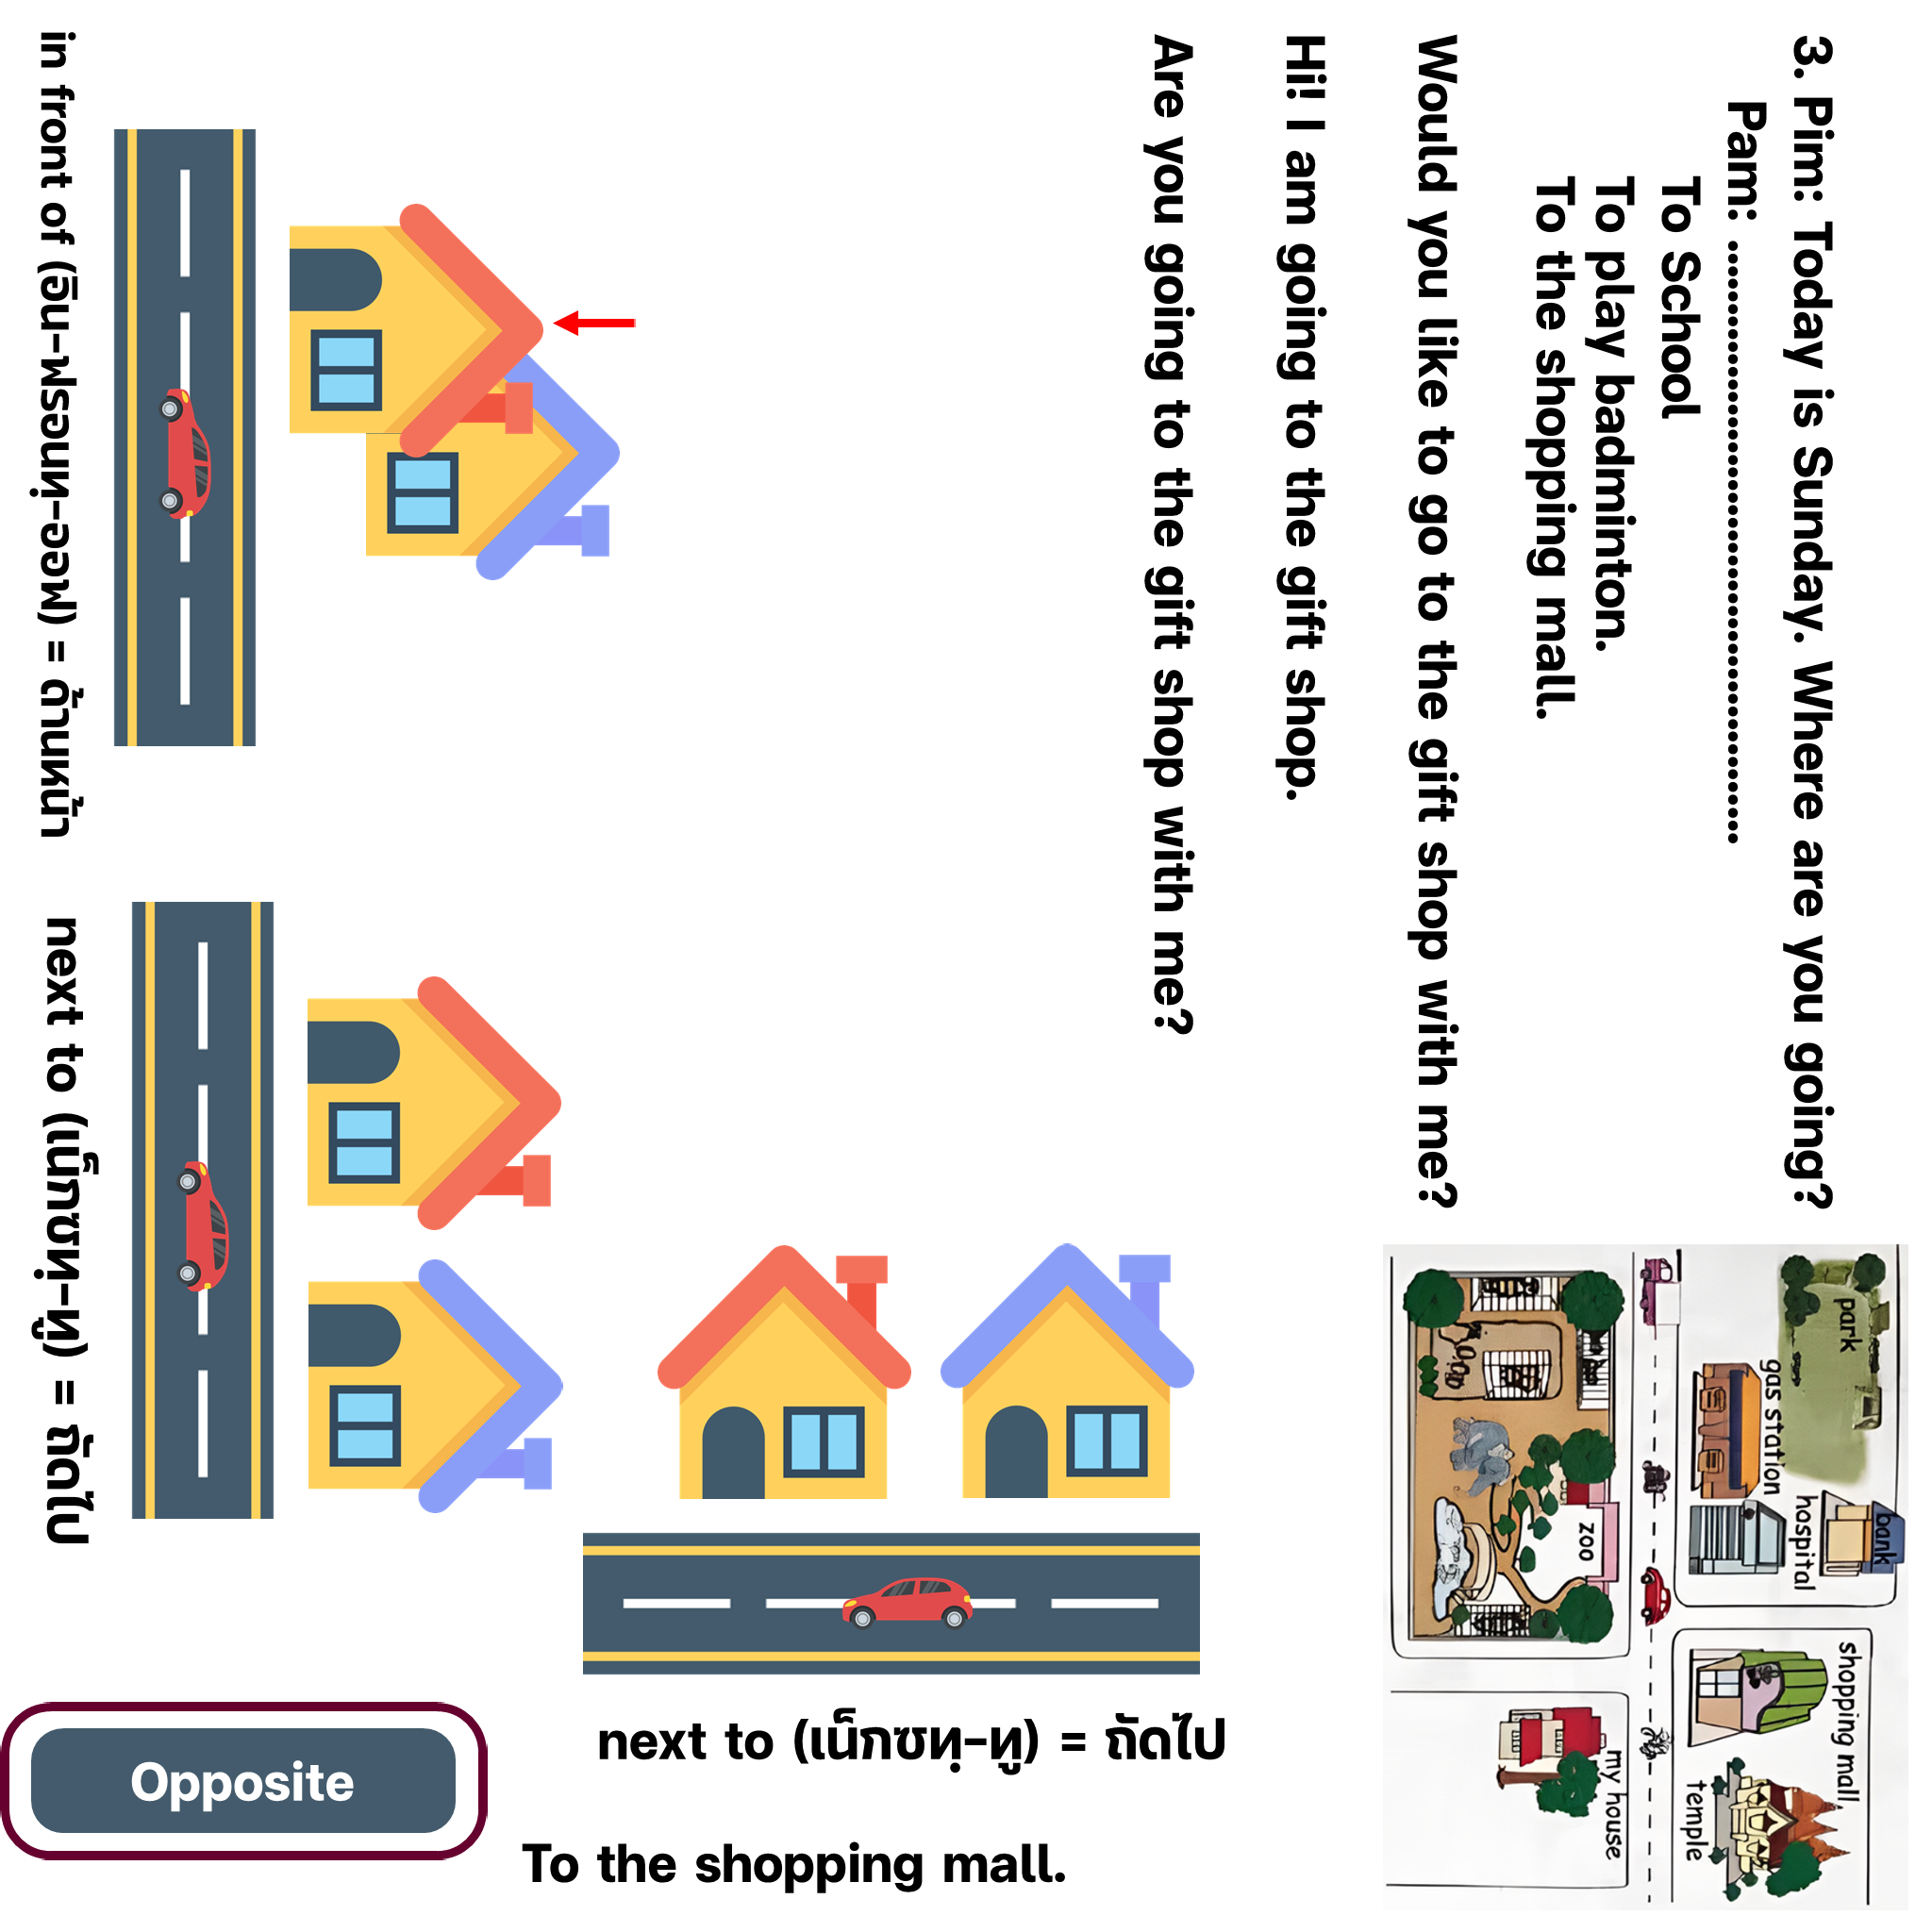 3. Pim: Today is Sunday. Where are you going?
Pam: ..............................................
To School
To play badminton.
To the shopping mall.
Would you like to go to the gift shop with me?
Hi! I am going to the gift shop.
Are you going to the gift shop with me?
in front of (อิน-ฟรอนทฺ-ออฟ) = ด้านหน้า
next to (เน็กซทฺ-ทู) = ถัดไป
park
gas station
bank
hospital
zoo
shopping mall
temple
my house
next to (เน็กซทฺ-ทู) = ถัดไป
Opposite
To the shopping mall.